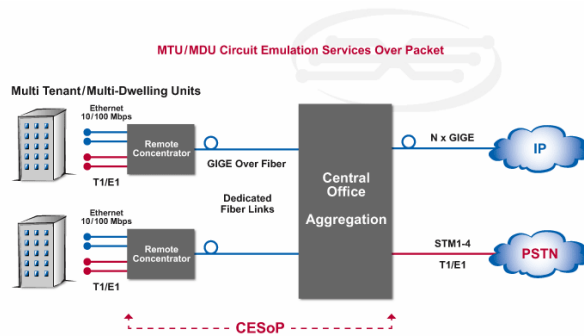 MTU/MDU Circuit Emulation Services Over Packet
Multi Tenant/Multi-Dwelling Units
Ethernet
10/100 Mbps
Remote
Concentrator
T1/E1
GIGE Over Fiber
Dedicated
Fiber Links
Ethernet
10/100 Mbps
Remote
Concentrator
T1/E1
Central
Office
Aggregation
N x GIGE
IP
STM1-4
T1/E1
PSTN
CESoP